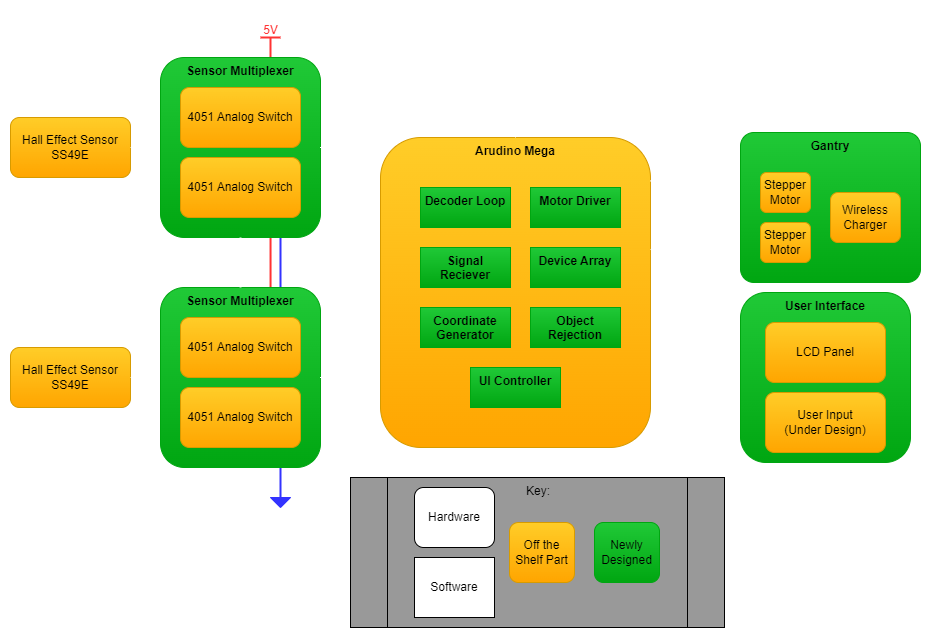 5V
Sensor Multiplexer
4051 Analog Switch
4051 Analog Switch
Hall Effect Sensor
SS49E
Sensor Multiplexer
4051 Analog Switch
4051 Analog Switch
Hall Effect Sensor
SS49E
Arudino Mega
Decoder Loop
Motor Driver
Signal
Reciever
Device Array
Coordinate
Generator
Object
Rejection
UI Controller
Gantry
Stepper
Motor
Stepper
Motor
Wireless
Charger
User Interface
LCD Panel
User Input
(Under Design)
Key:
Hardware
Software
Off the
Shelf Part
Newly
Designed